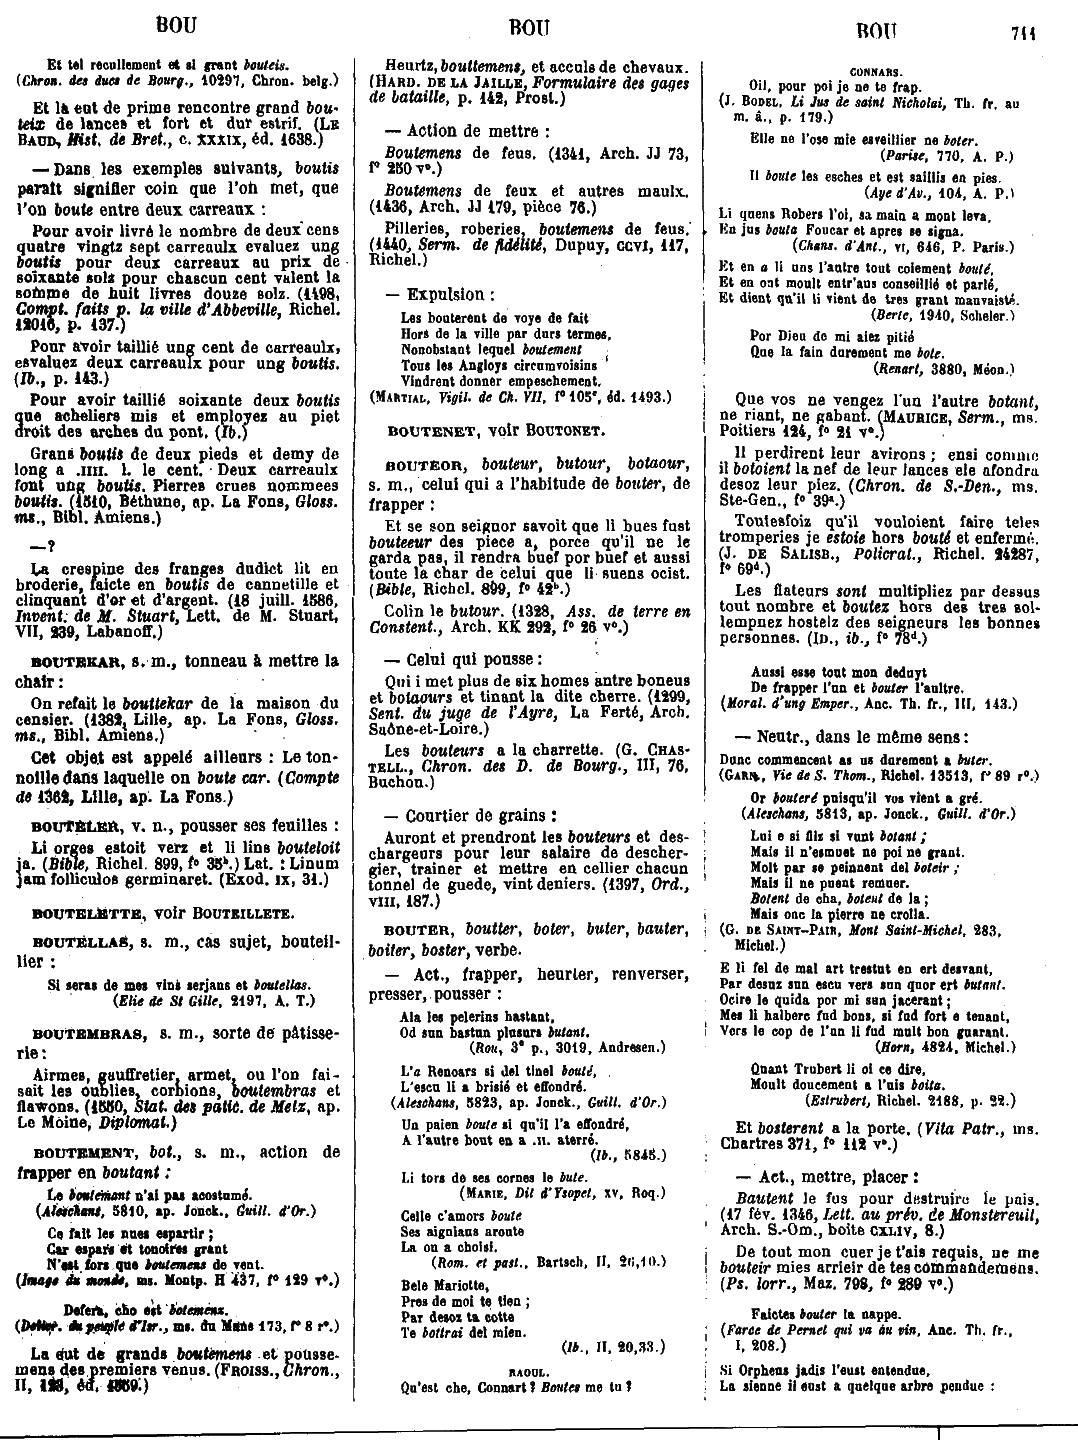 BOU
BOU
BOU
711
Et tel recullement et si grant bouteis.
(Chron. des ducs de Bourg., 10297, Chron. belg.)
Et là eut de prime rencontre grand bou-
teix de lances et fort et dur estrif. (LE
BAUD, Hist. de Bret., c. XXXIX, éd. 1638.)
— Dans les exemples suivants, boutis
paraît signifier coin que l'on met, que
l'on boute entre deux carreaux :
Pour avoir livré le nombre de deux cens
quatre vingtz sept carreaulx evaluez ung
boutis pour deux carreaux au prix de
soixante solz pour chascun cent valent la
somme de huit livres douze solz. (1498,
Compt. faits p. la ville d'Abbeville, Richel.
12016, p. 137.)
Pour avoir taillié ung cent de carreaulx,
esvaluez deux carreaulx pour ung boutis.
(Ib., p. 143.)
Pour avoir taillié soixante deux boutis
que acheliers mis et employez au piet
droit des arches du pont. (Ib.)
Grans boutis de deux pieds et demy de
long a .IIII. l. le cent. Deux carreaulx
font ung boutis. Pierres crues nommees
boutis. (1510, Béthune, ap. La Fons, Gloss.
ms., Bibl. Amiens.)
— ?
La crespine des franges dudict lit en
broderie, faicte en boutis de cannetille et
clinquant d'or et d'argent. (18 juill. 1586,
Invent. de M. Stuart, Lett. de M. Stuart,
VII, 239, Labanoff.)
BOUTEKAR, s. m., tonneau à mettre la
chair :
On refait le bouttekar de la maison du
censier. (1382, Lille, ap. La Fons, Gloss.
ms., Bibl. Amiens.)
Cet objet est appelé ailleurs : Le ton-
noille dans laquelle on boute car. (Compte
de 1362, Lille, ap. La Fons.)
BOUTELER, v. n., pousser ses feuilles :
Li orges estoit verz et li lins bouteloit
ja. (Bible, Richel. 899, f° 35b.) Lat. : Linum
jam folliculos germinaret. (Exod. IX, 31.)
BOUTELETTE, voir BOUTEILLETE.
BOUTELLAS, s. m., cas sujet, bouteil-
lier :
Si seras de mes vins serjans et boutellas.
(Elie de St Gille, 2197, A. T.)
BOUTEMBRAS, s. m., sorte de pâtisse-
rie :
Airmes, gauffretier, armet, ou l'on fai-
sait les oublies, corbions, boutembras et
flawons. (1550, Stat. des patic. de Metz, ap.
Le Moine, Diplomat.)
BOUTEMENT, bot., s. m., action de
frapper en boutant :
Le boutemant n'ai pas acostumé.
(Aleschans, 5810, ap. Jonck., Guill. d'Or.)
Ce fait les nues espartir ;
Car espars et tonoires grant
N'est fors que boutemens de vent.
(Image du monde, ms. Montp. H 437, f° 129 v°.)
Defers, cho est botemens.
(Dettor. du peuple d'Isr., ms. du Mans 173, f° 8 r°.)
La eut de grands boutemens et pousse-
mens des premiers venus. (FROISS., Chron.,
II, éd. 1559.)
Heurtz, bouttemens, et acculs de chevaux.
(HARD. DE LA JAILLE, Formulaire des gages
de bataille, p. 142, Prost.)
— Action de mettre :
Boutemens de feus. (1341, Arch. JJ 73,
f° 250 v°.)
Boutemens de feux et autres maulx.
(1436, Arch. JJ 179, pièce 76.)
Pilleries, roberies, boutemens de feus.
(1440, Serm. de fidélité, Dupuy, CCVI, 117,
Richel.)
— Expulsion :
Les bouterent de voye de fait
Hors de la ville par durs termes,
Nonobstant lequel boutement
Tous les Angloys circumvoisins
Vindrent donner empeschement.
(MARTIAL, Vigil. de Ch. VII, f° 105v, éd. 1493.)
BOUTENET, voir BOUTONET.
BOUTEOR, bouteur, butour, botaour,
s. m., celui qui a l'habitude de bouter, de
frapper :
Et se son seignor savoit que li bues fust
bouteeur des piece a, porce qu'il ne le
garda pas, il rendra buef por buef et aussi
toute la char de celui que li suens ocist.
(Bible, Richel. 899, f° 42b.)
Colin le butour. (1328, Ass. de terre en
Constent., Arch. KK 292, f° 26 v°.)
— Celui qui pousse :
Qui i met plus de six homes antre boneus
et botaours et tinant la dite cherre. (1299,
Sent. du juge de l'Ayre, La Ferté, Arch.
Saône-et-Loire.)
Les bouteurs a la charrette. (G. CHAS-
TELL., Chron. des D. de Bourg., III, 76,
Buchon.)
— Courtier de grains :
Auront et prendront les bouteurs et des-
chargeurs pour leur salaire de descher-
gier, trainer et mettre en cellier chacun
tonnel de guede, vint deniers. (1397, Ord.,
VIII, 187.)
BOUTER, boutter, boter, buter, bauter,
boiter, boster, verbe.
— Act., frapper, heurter, renverser,
presser, pousser :
Ala les pelerins hastant,
Od sun bastun plusurs butant.
(Rou, 3e p., 3019, Andresen.)
L'a Renoars si del tinel bouté,
L'escu li a brisié et effondré.
(Aleschans, 5823, ap. Jonck., Guill. d'Or.)
Un paien boute si qu'il l'a effondré,
A l'autre bout en a .II. aterré.
(Ib., 5845.)
Li tors de ses cornes le bute.
(MARIE, Dit d'Ysopet, XV, Roq.)
Celle c'amors boute
Ses aignians aroute
La ou a choisi.
(Rom. et past., Bartsch, II, 26,10.)
Bele Mariotte,
Pres de moi te tien ;
Par desoz ta cotte
Te bottrai del mien.
(Ib., II, 20,33.)
RAOUL.
Qu'est che, Connart ? Boutes me tu ?
CONNARS.
Oil, pour poi je ne te frap.
(J. BODEL, Li Jus de saint Nicholai, Th. fr. au
m. â., p. 179.)
Elle ne l'ose mie esveillier ne boter.
(Parise, 770, A. P.)
Il boute les esches et est saillis en pies.
(Aye d'Av., 104, A. P.)
Li quens Robers l'oi, sa main a mont leva,
En jus bouta Foucar et apres se signa.
(Chans. d'Ant., VI, 646, P. Paris.)
Et en a li uns l'autre tout coiement bouté,
Et en ont moult entr'aus conseillié et parlé,
Et dient qu'il li vient de tres grant mauvaisté.
(Berte, 1940, Scheler.)
Por Dieu de mi aiez pitié
Que la fain durement me bote.
(Renart, 3880, Méon.)
Que vos ne vengez l'un l'autre botant,
ne riant, ne gabant. (MAURICE, Serm., ms.
Poitiers 124, f° 21 v°.)
Il perdirent leur avirons ; ensi comme
il botoient la nef de leur lances ele afondra
desoz leur piez. (Chron. de S.-Den., ms.
Ste-Gen., f° 39a.)
Toutesfoiz qu'il vouloient faire teles
tromperies je estoie hors bouté et enfermé.
(J. DE SALISB., Policrat., Richel. 24287,
f° 69d.)
Les flateurs sont multipliez par dessus
tout nombre et boutez hors des tres sol-
lempnez hostelz des seigneurs les bonnes
personnes. (ID., ib., f° 78d.)
Aussi esse tout mon deduyt
De frapper l'un et bouter l'aultre.
(Moral. d'ung Emper., Anc. Th. fr., III, 143.)
— Neutr., dans le même sens :
Dunc commencent as us durement a buter.
(GARN., Vie de S. Thom., Richel. 13513, f° 89 r°.)
Or bouteré puisqu'il vos vient a gré.
(Aleschans, 5813, ap. Jonck., Guill. d'Or.)
Lui e si filz si vunt botant ;
Mais il n'esmuet ne poi ne grant.
Molt par se peinnent del boteir ;
Mais il ne puent remuer.
Botent de cha, botent de la ;
Mais onc la pierre ne crolla.
(G. DE SAINT-PAIR, Mont Saint-Michel, 283,
Michel.)
E li fel de mal art trestut en ert desvant,
Par desuz sun escu vers sun quor ert butant.
Ocire le quida por mi sun jacerant ;
Mes li halberc fud bons, si fud fort e tenant,
Vers le cop de l'un li fud mult bon guarant.
(Horn, 4824, Michel.)
Quant Trubert li oi ce dire,
Moult doucement a l'uis boita.
(Estrubert, Richel. 2188, p. 22.)
Et bosterent a la porte. (Vita Patr., ms.
Chartres 371, f° 112 v°.)
— Act., mettre, placer :
Bautent le fus pour destruire le pais.
(17 fév. 1346, Lett. au prév. de Monstereuil,
Arch. S.-Om., boite CXLIV, 8.)
De tout mon cuer je t'ais requis, ne me
bouteir mies arrleir de tes commandemens.
(Ps. lorr., Maz. 798, f° 289 v°.)
Faictes bouter la nappe.
(Farce de Pernet qui va au vin, Anc. Th. fr.,
I, 208.)
Si Orpheus jadis l'eust entendue,
La sienne il eust a quelque arbre pendue :